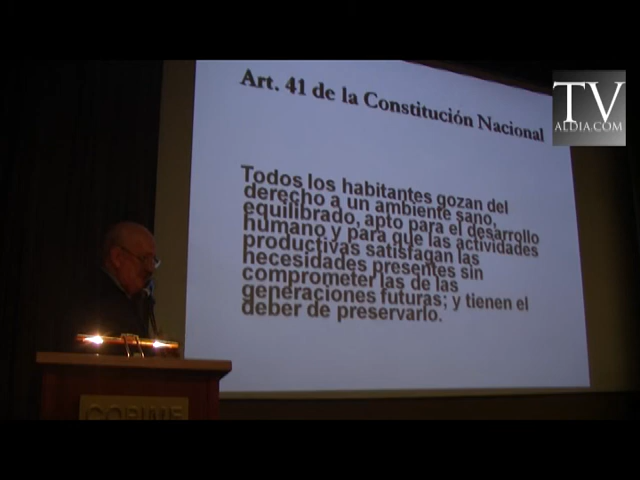 TV
ALDIA.COM
Art. 41 de la Constitución Nacional
Todos los habitantes gozan del
derecho a un ambiente sano,
equilibrado, apto para el desarrollo
humano y para que las actividades
productivas satisfagan las
necesidades presentes sin
comprometer las de las
generaciones futuras; y tienen el
deber de preservarlo.